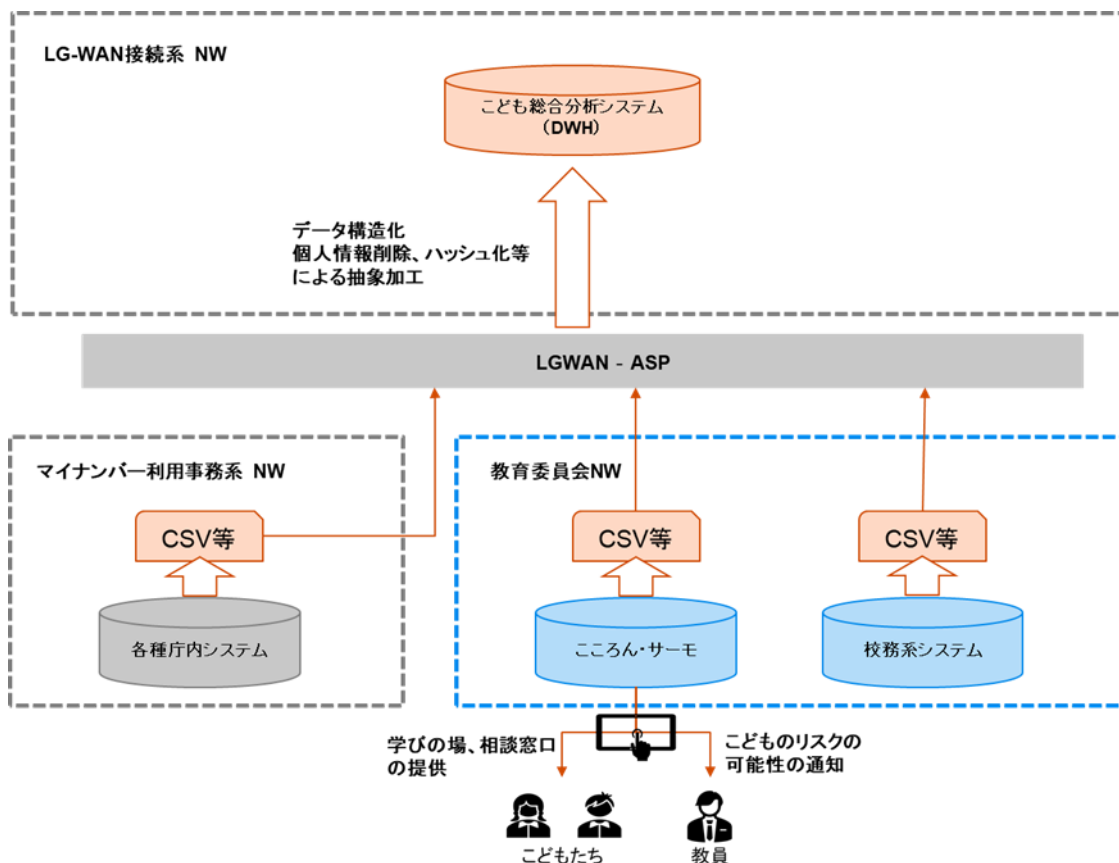 LG-WAN接続系 NW
こども総合分析システム
（DWH）
データ構造化
個人情報削除、ハッシュ化等
による抽象加工
LGWAN - ASP
マイナンバー利用事務系 NW
CSV等
各種庁内システム
教育委員会NW
CSV等
CSV等
こころん・サーモ
校務系システム
学びの場、相談窓口
の提供
こどものリスクの
可能性の通知
こどもたち
教員